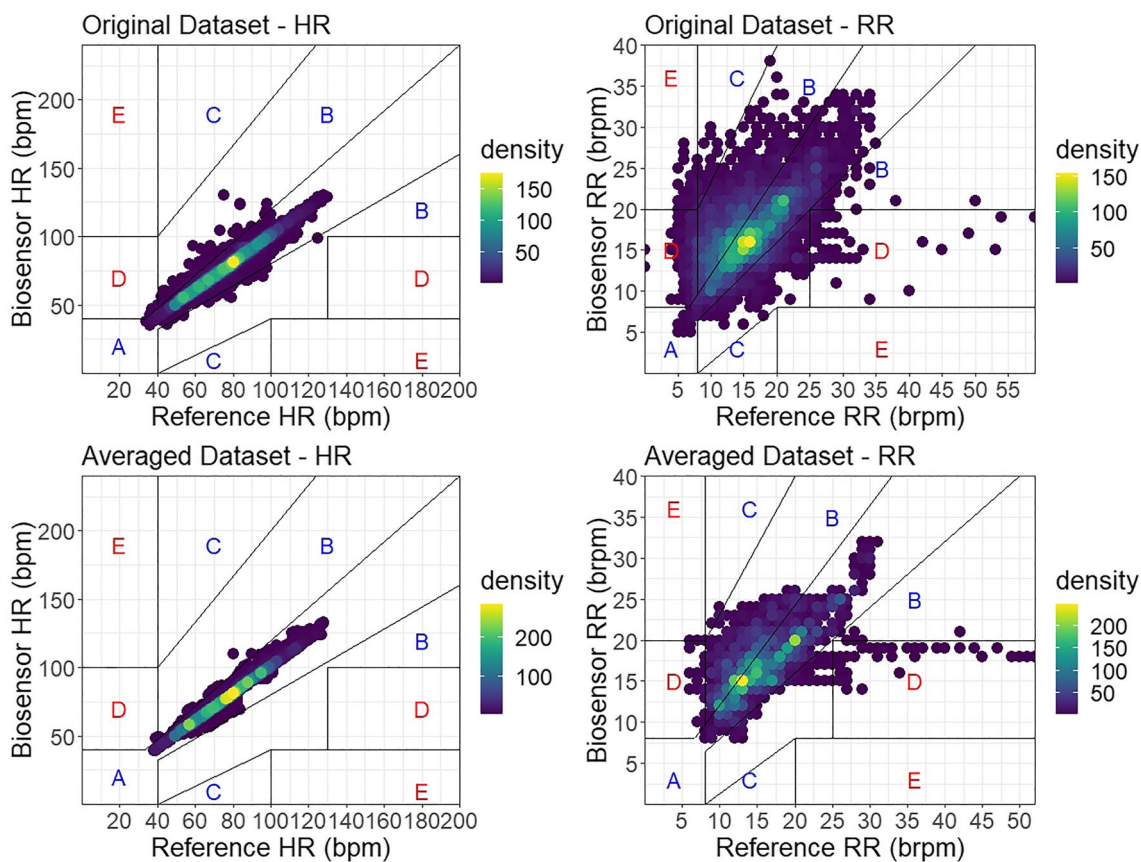 Original Dataset - HR
Biosensor HR (bpm)
200
150
100
50
E
C
B
B
D
D
A
C
E
20 40 60 80 100 120 140 160 180 200
Reference HR (bpm)
density
150
100
50
Original Dataset - RR
Biosensor RR (brpm)
40
35
30
25
20
15
10
5
E
C
B
B
D
D
A
C
E
5 10 15 20 25 30 35 40 45 50 55
Reference RR (brpm)
density
150
100
50
Averaged Dataset - HR
Biosensor HR (bpm)
200
150
100
50
E
C
B
B
D
D
A
C
E
20 40 60 80 100 120 140 160 180 200
Reference HR (bpm)
density
200
100
Averaged Dataset - RR
Biosensor RR (brpm)
40
35
30
25
20
15
10
5
E
C
B
B
D
D
A
C
E
5 10 15 20 25 30 35 40 45 50
Reference RR (brpm)
density
200
150
100
50